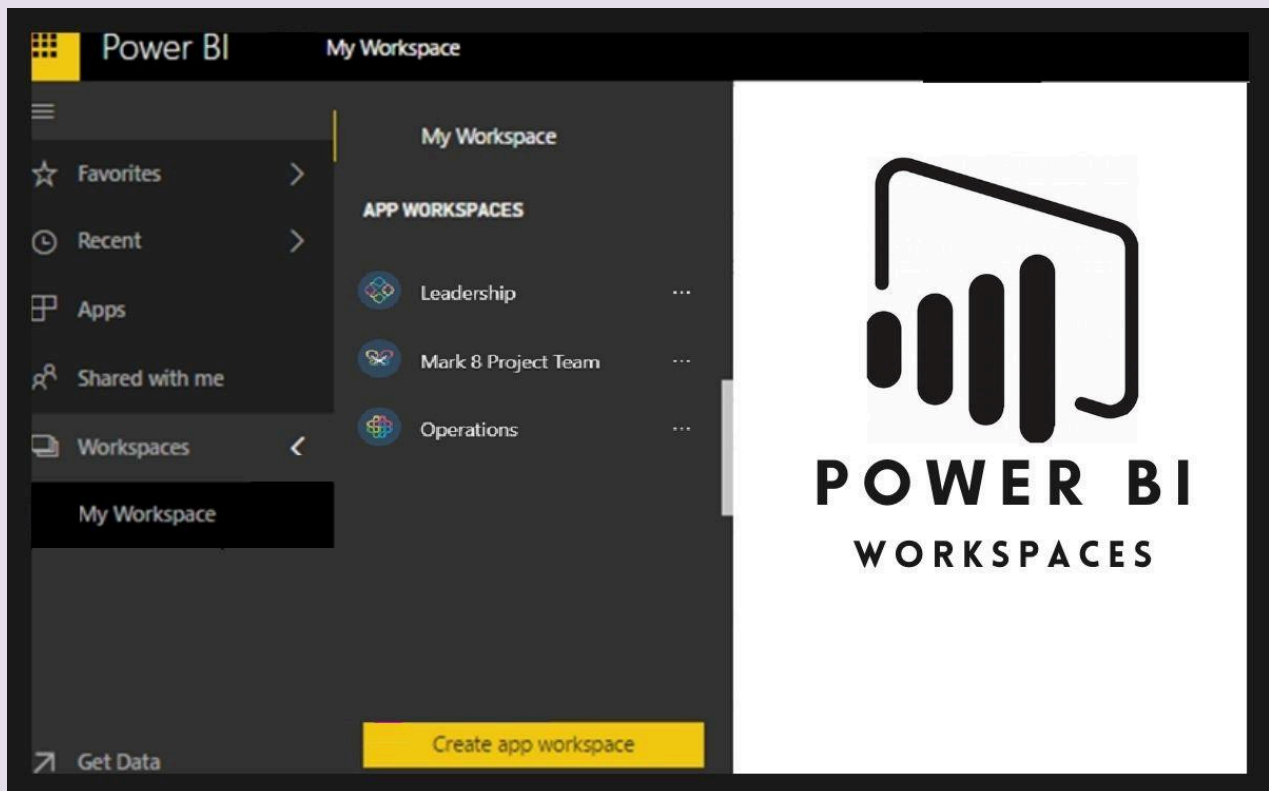 Power BI
My Workspace
Favorites
Recent
Apps
Shared with me
Workspaces
My Workspace
Get Data
My Workspace
APP WORKSPACES
Leadership
Mark 8 Project Team
Operations
Create app workspace
POWER BI
WORKSPACES